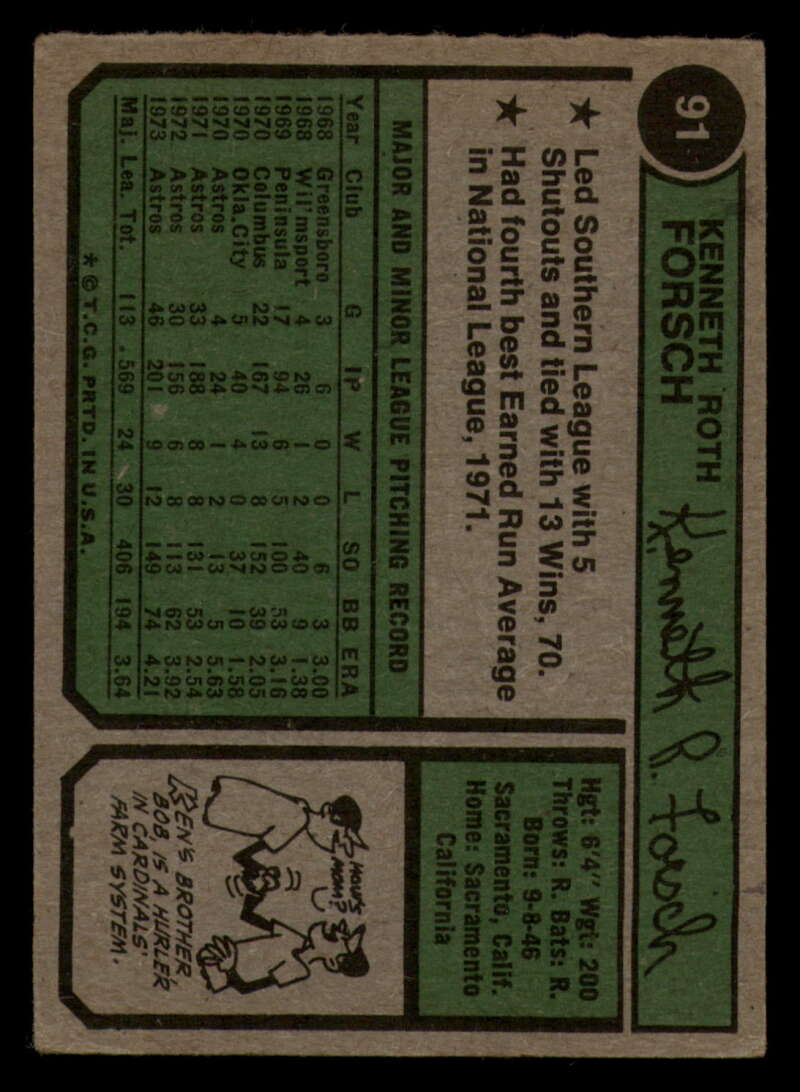 91
KENNETH ROTH
FORSCH
Kenneth R. Forsch
★ Led Southern League with 5
Shutouts and tied with 13 Wins, 70.
★ Had fourth best Earned Run Average
in National League, 1971.
Hgt: 6'4" Wgt: 200
Throws: R. Bats: R.
Born: 9-8-46
Sacramento, Calif.
Home: Sacramento
California
MAJOR AND MINOR LEAGUE PITCHING RECORD
Year Club G IP W L SO BB ERA
1968 Greensboro 3 6 0 0 6 3 3.00
1968 Wil'msport 4 26 1 2 40 9 1.38
1969 Peninsula 17 94 6 5 100 53 3.16
1970 Columbus 22 167 13 8 152 39 2.05
1970 Okla. City 5 40 4 0 37 10 1.58
1970 Astros 4 24 1 2 13 5 5.63
1971 Astros 33 188 8 8 131 53 2.54
1972 Astros 30 156 6 8 113 62 3.92
1973 Astros 46 201 9 12 149 74 4.21
Maj. Lea. Tot. 113 569 24 30 406 194 3.64
* © T.C.G. PRTD. IN U.S.A.
HOW'S
MOM?
KEN'S BROTHER
BOB, IS A HURLER
IN CARDINALS'
FARM SYSTEM.